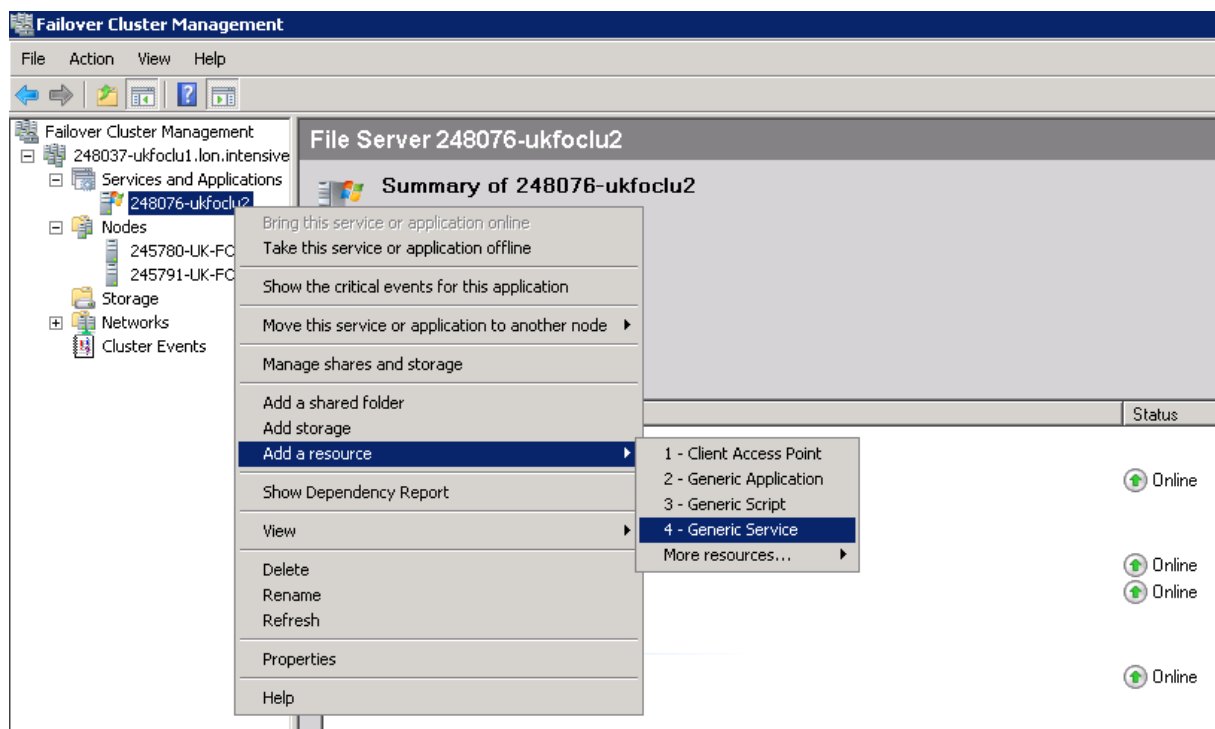 Failover Cluster Management
File Action View Help
Failover Cluster Management
248037-ukfoclu1.lon.intensive
Services and Applications
248076-ukfoclu2
Nodes
245780-UK-FC
245791-UK-FC
Storage
Networks
Cluster Events
File Server 248076-ukfoclu2
Summary of 248076-ukfoclu2
Bring this service or application online
Take this service or application offline
Show the critical events for this application
Move this service or application to another node
Manage shares and storage
Add a shared folder
Add storage
Add a resource
Show Dependency Report
View
Delete
Rename
Refresh
Properties
Help
1 - Client Access Point
2 - Generic Application
3 - Generic Script
4 - Generic Service
More resources...
Status
Online
Online
Online
Online